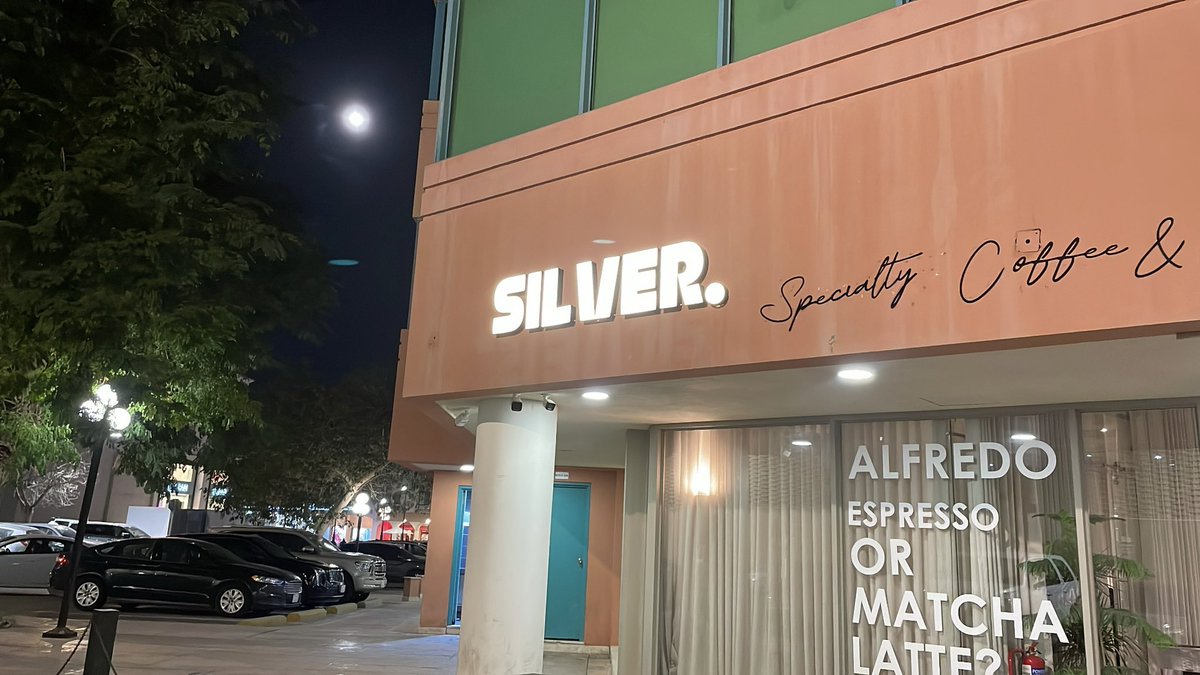 SILVER.
Specialty Coffee &
ALFREDO
ESPRESSO
OR
MATCHA
LATTE?